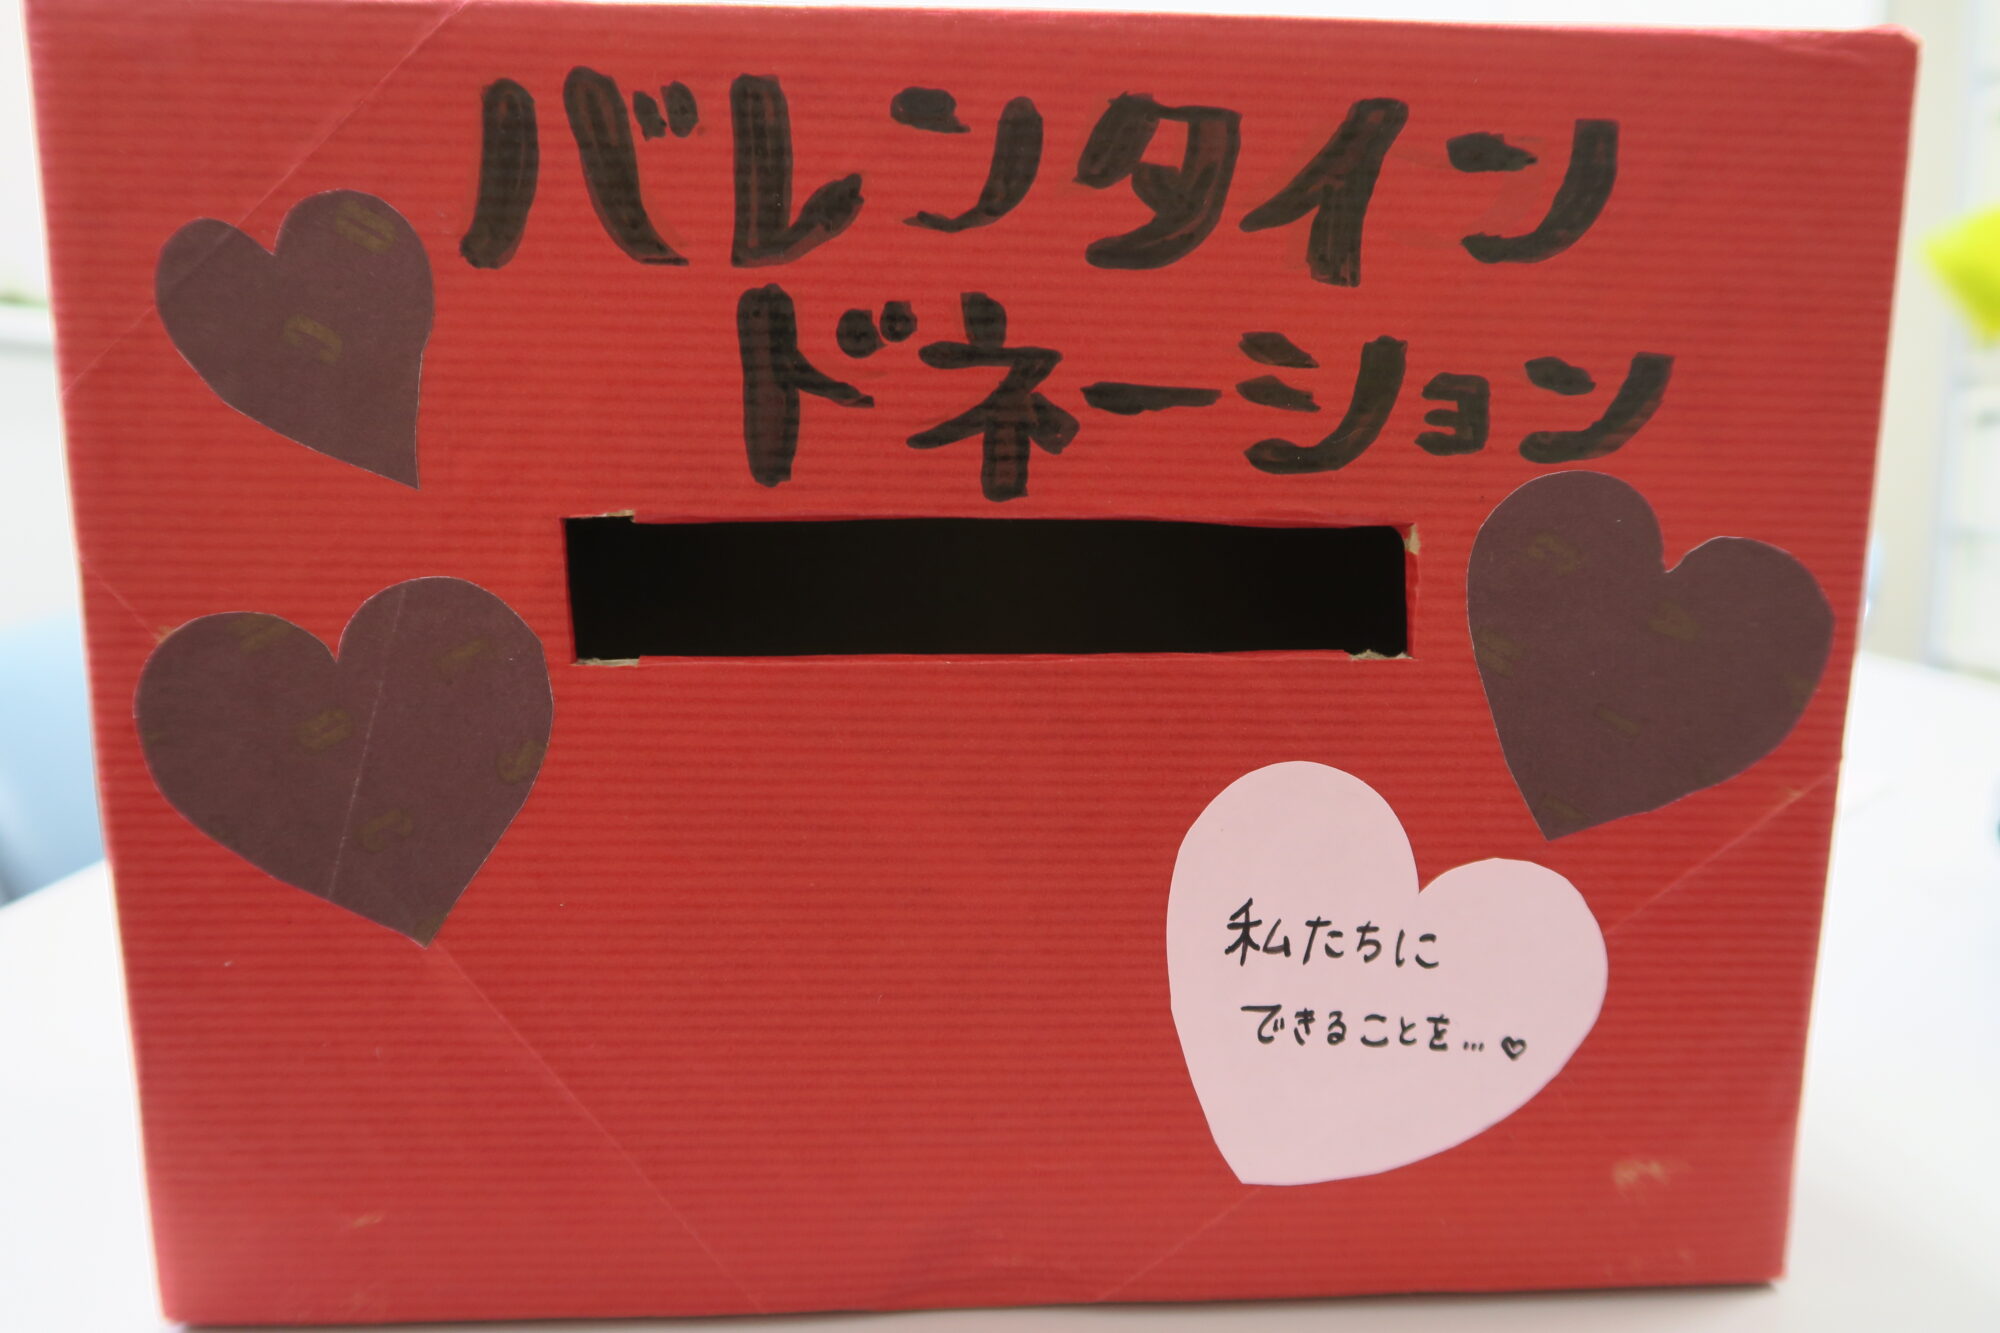 バレンタイン
ドネーション
私たちに
できることを…♡